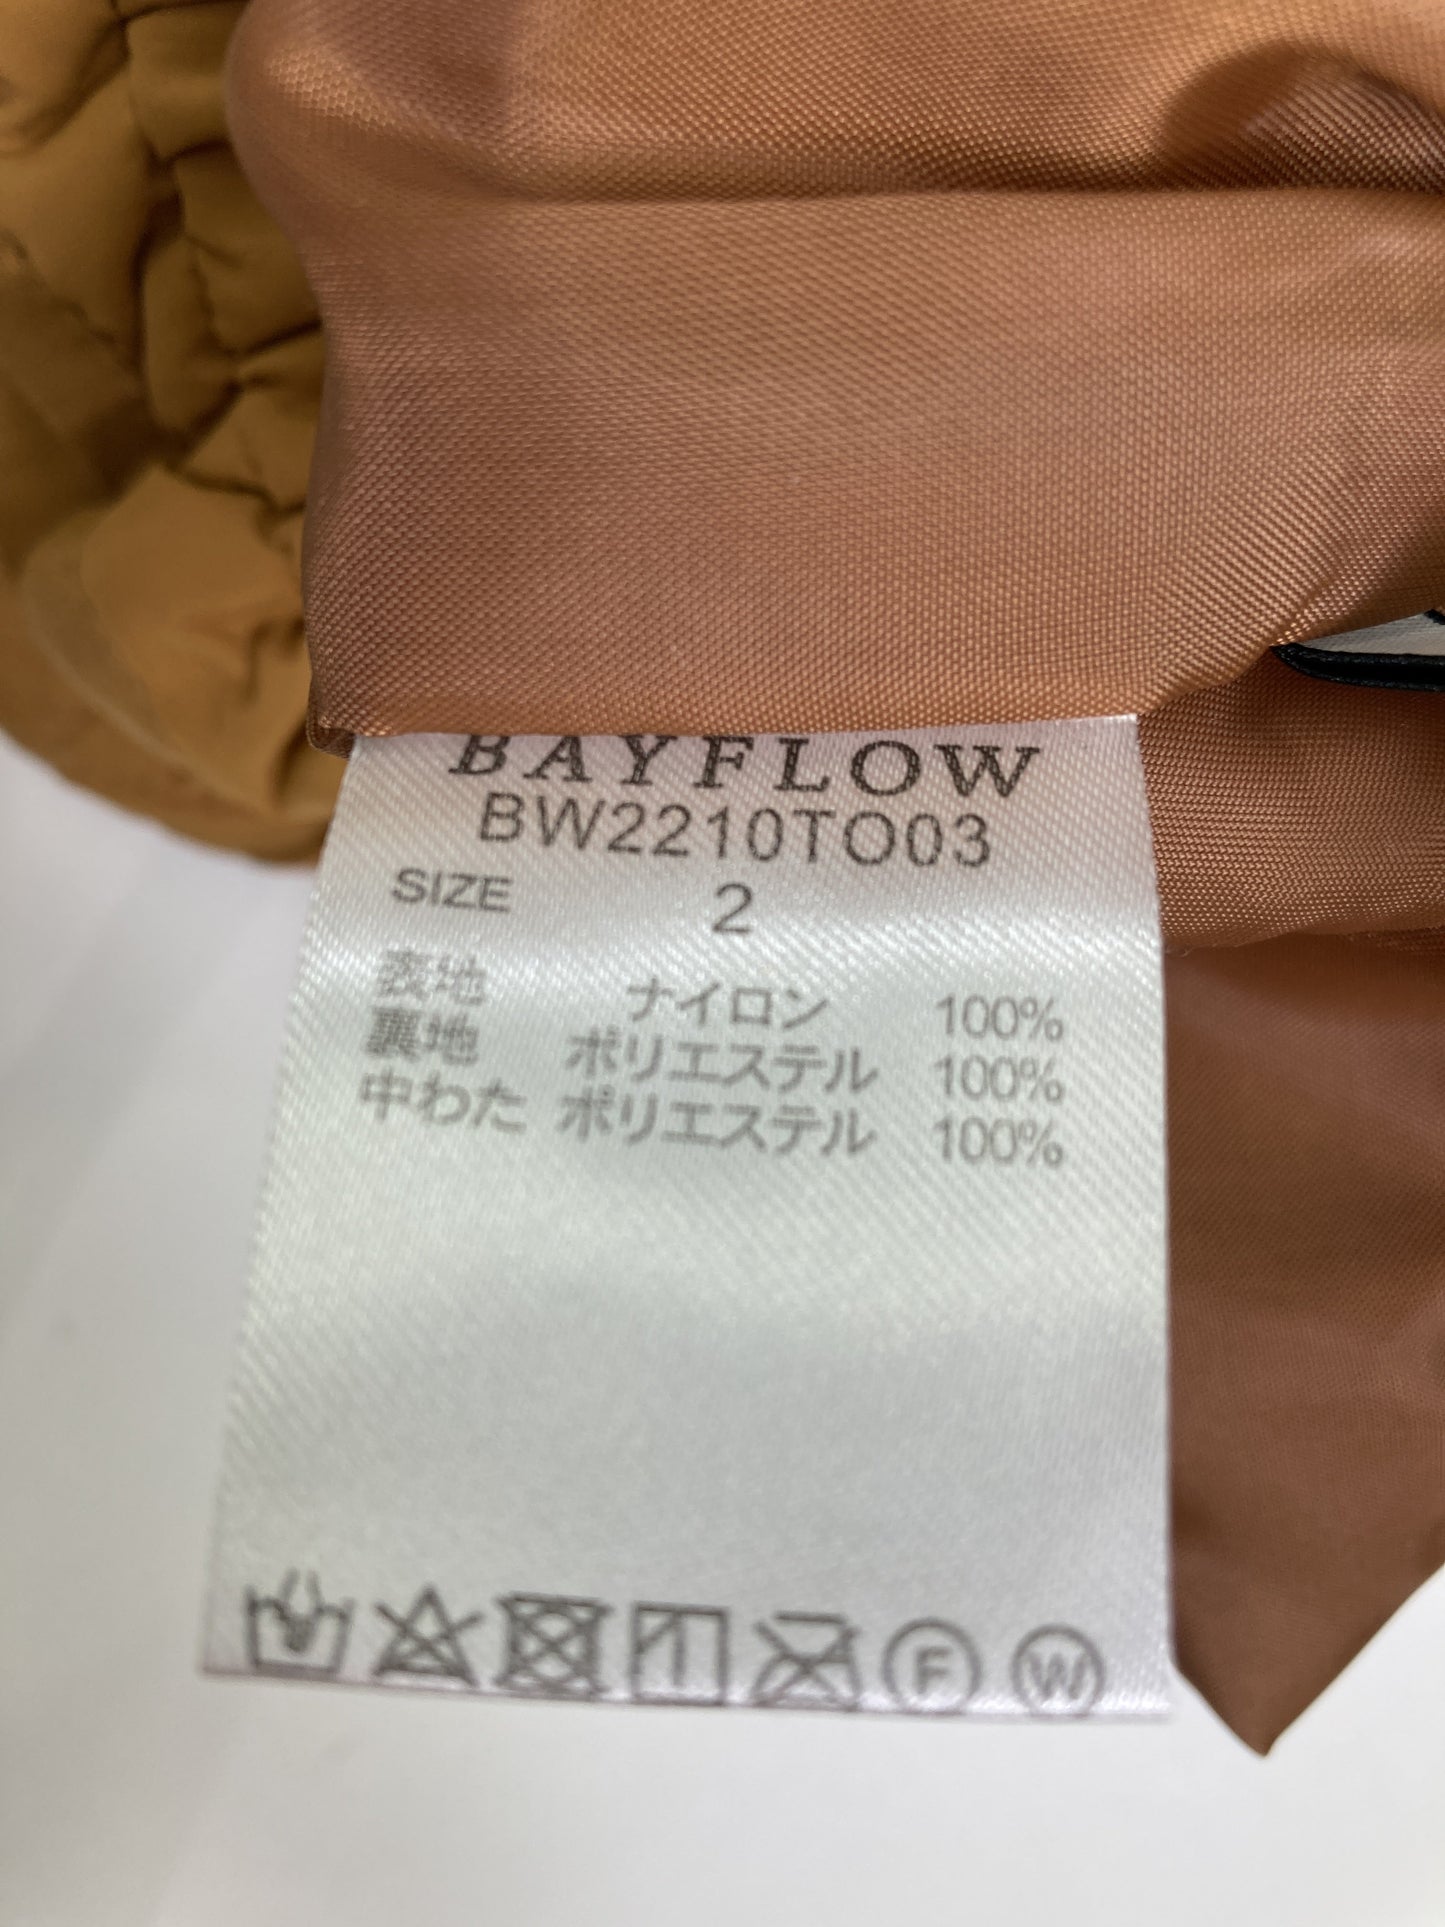 BAYFLOW
BW2210TO03
SIZE 2
表地 ナイロン 100%
裏地 ポリエステル 100%
中わた ポリエステル 100%
F W